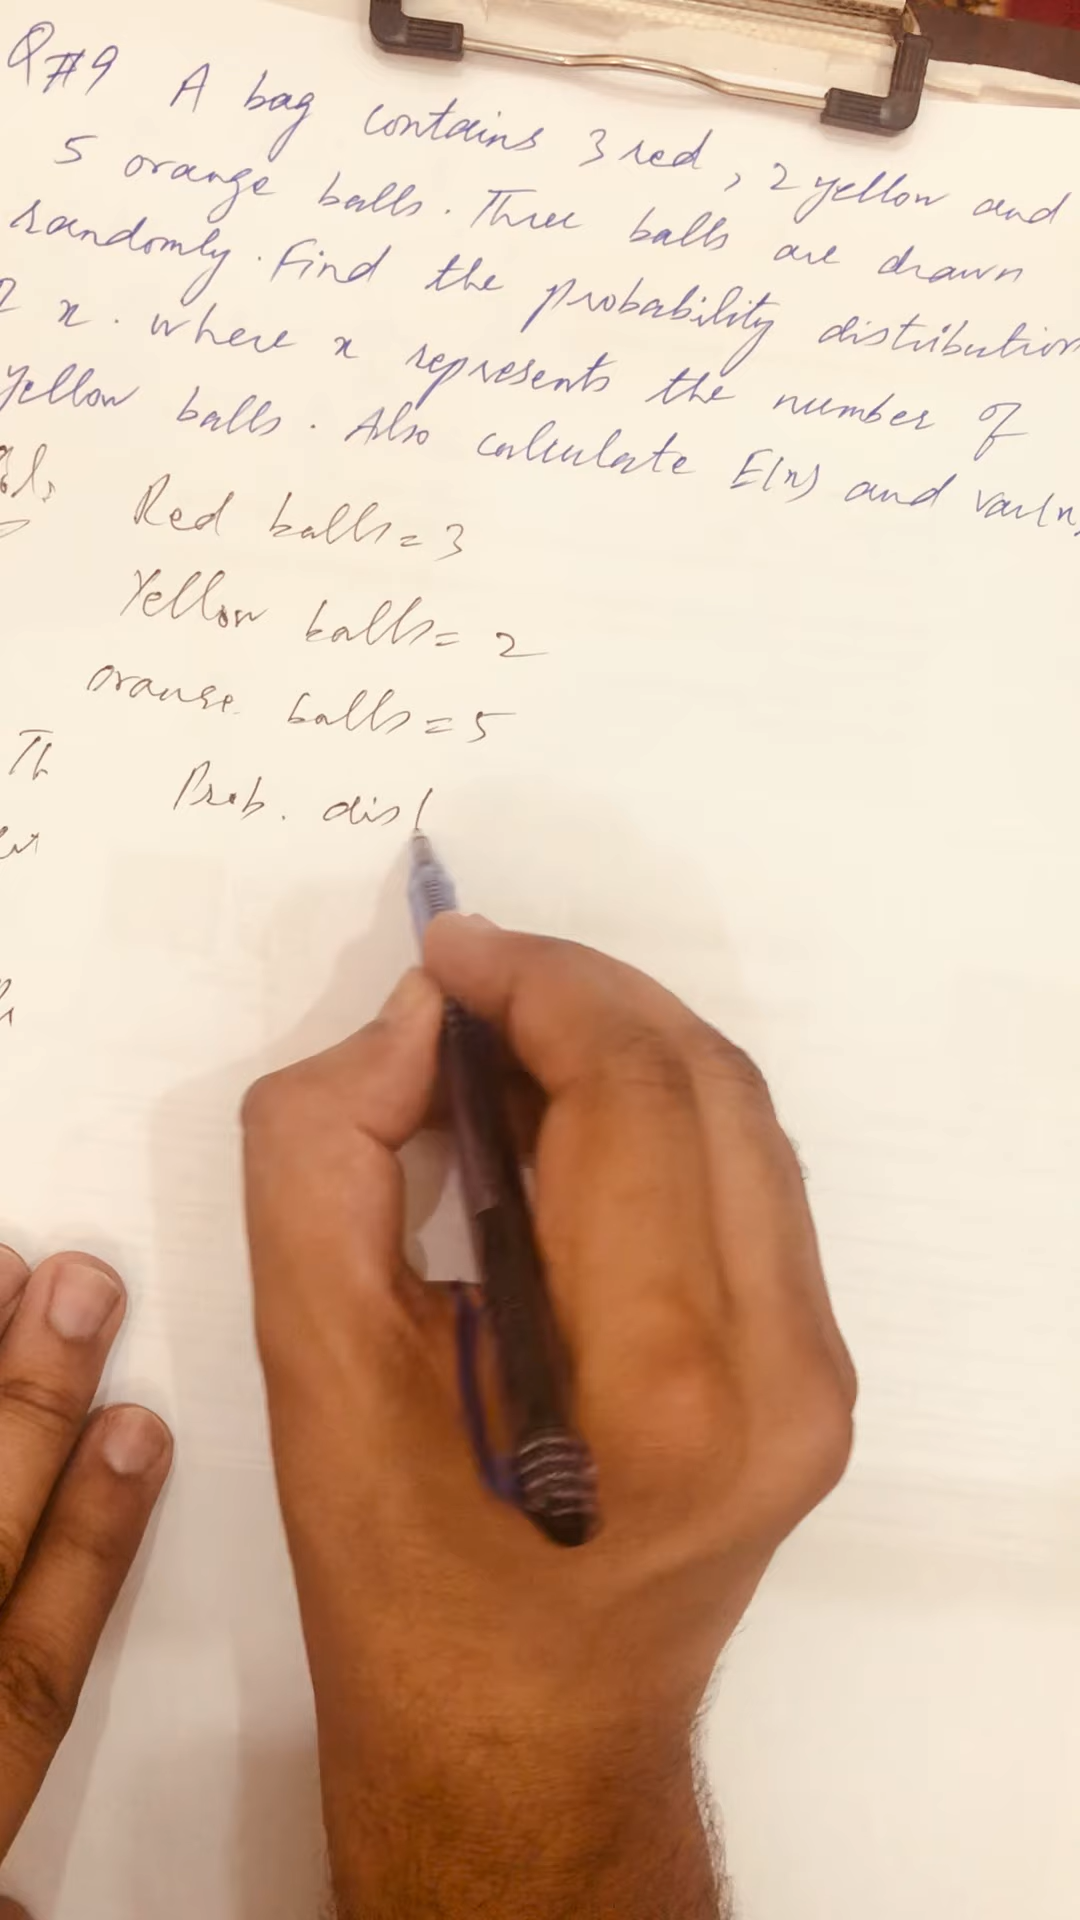 Q#9 A bag contains 3 red, 2 yellow and
5 orange balls. Three balls are drawn
randomly. Find the probability distribution
x. where x represents the number of
yellow balls. Also calculate E(x) and var(x)
Red balls = 3
Yellow balls = 2
orange balls = 5
Th
Prob. dist